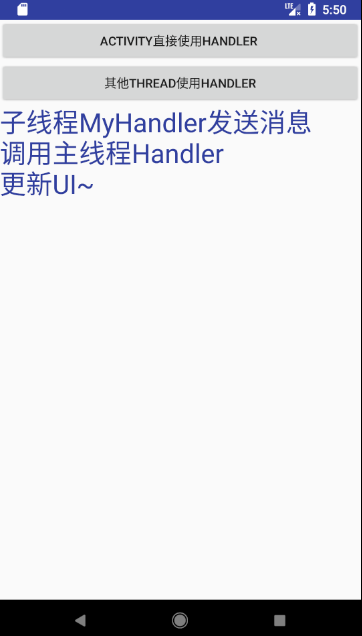 LTE 5:50
ACTIVITY直接使用HANDLER
其他THREAD使用HANDLER
子线程MyHandler发送消息
调用主线程Handler
更新UI~